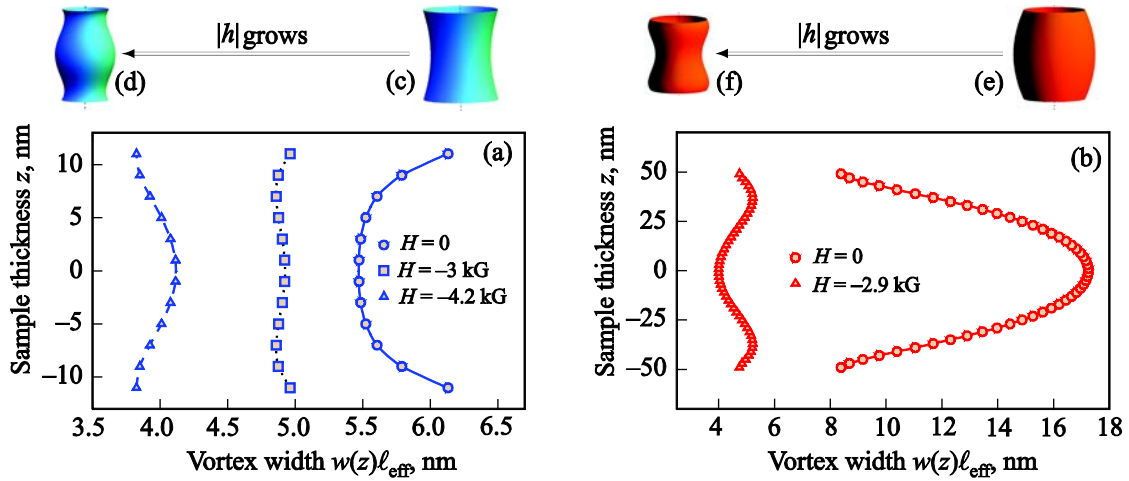 |h| grows
(d)
(c)
|h| grows
(f)
(e)
(a)
10
5
0
–5
–10
Sample thickness z, nm
H = 0
H = –3 kG
H = –4.2 kG
3.5 4.0 4.5 5.0 5.5 6.0 6.5
Vortex width w(z)ℓeff, nm
(b)
50
25
0
–25
–50
Sample thickness z, nm
H = 0
H = –2.9 kG
4 6 8 10 12 14 16 18
Vortex width w(z)ℓeff, nm